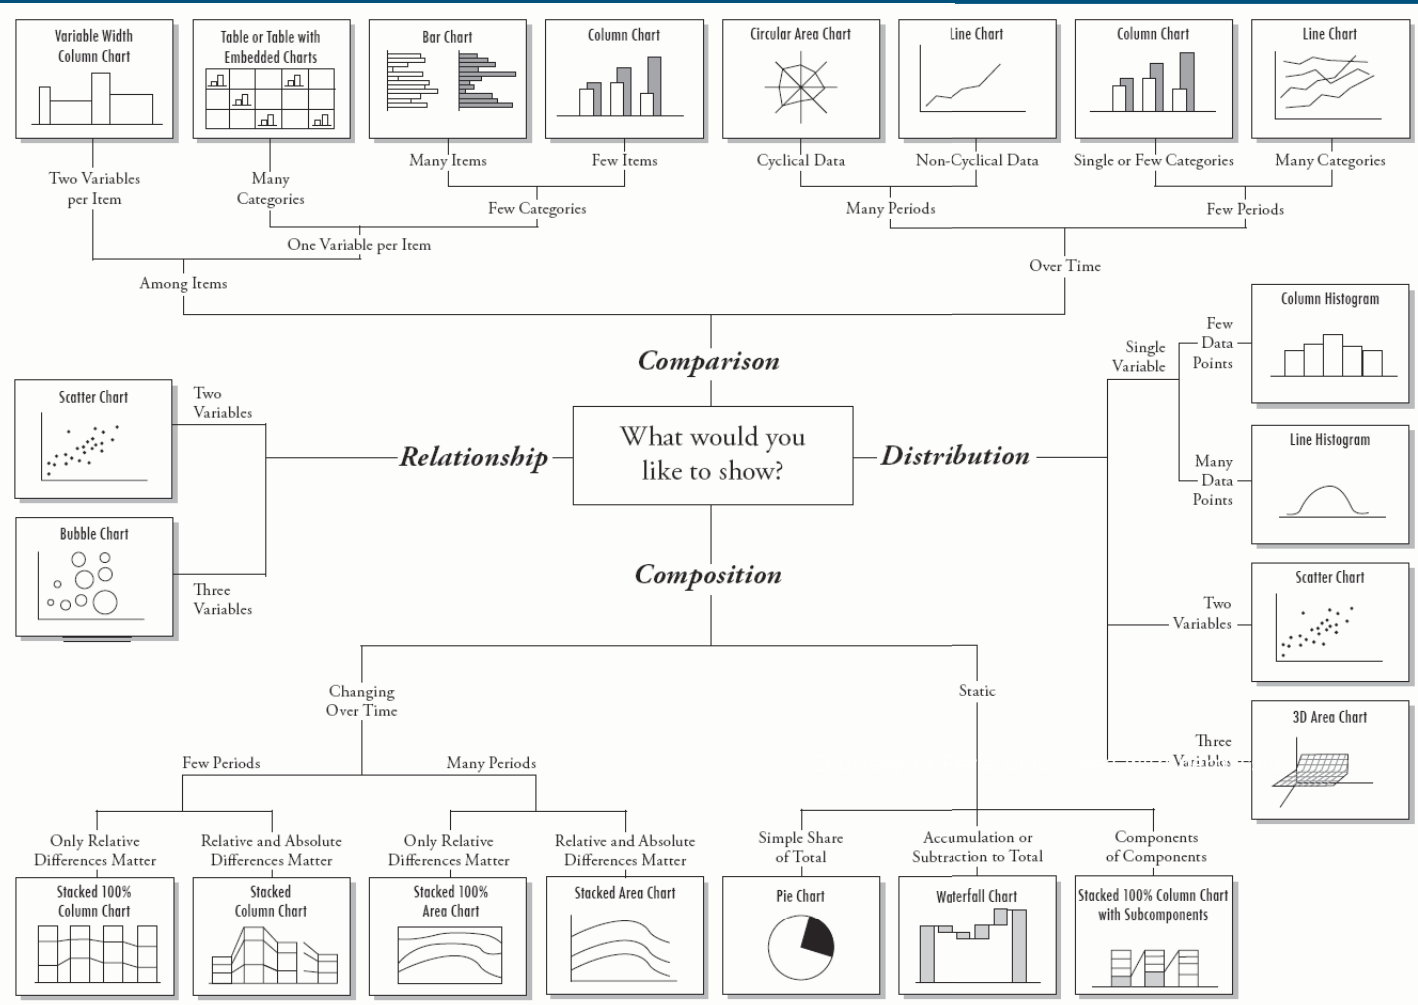 Variable Width
Column Chart
Table or Table with
Embedded Charts
Bar Chart
Column Chart
Circular Area Chart
Line Chart
Column Chart
Line Chart
Two Variables
per Item
Many
Categories
Many Items
Few Items
Cyclical Data
Non-Cyclical Data
Single or Few Categories
Many Categories
Few Categories
Many Periods
Few Periods
One Variable per Item
Among Items
Over Time
Comparison
What would you
like to show?
Relationship
Two
Variables
Scatter Chart
Three
Variables
Bubble Chart
Distribution
Single
Variable
Few
Data
Points
Column Histogram
Many
Data
Points
Line Histogram
Two
Variables
Scatter Chart
Three
Variables
3D Area Chart
Composition
Changing
Over Time
Static
Few Periods
Many Periods
Only Relative
Differences Matter
Relative and Absolute
Differences Matter
Only Relative
Differences Matter
Relative and Absolute
Differences Matter
Simple Share
of Total
Accumulation or
Subtraction to Total
Components
of Components
Stacked 100%
Column Chart
Stacked
Column Chart
Stacked 100%
Area Chart
Stacked Area Chart
Pie Chart
Waterfall Chart
Stacked 100% Column Chart
with Subcomponents